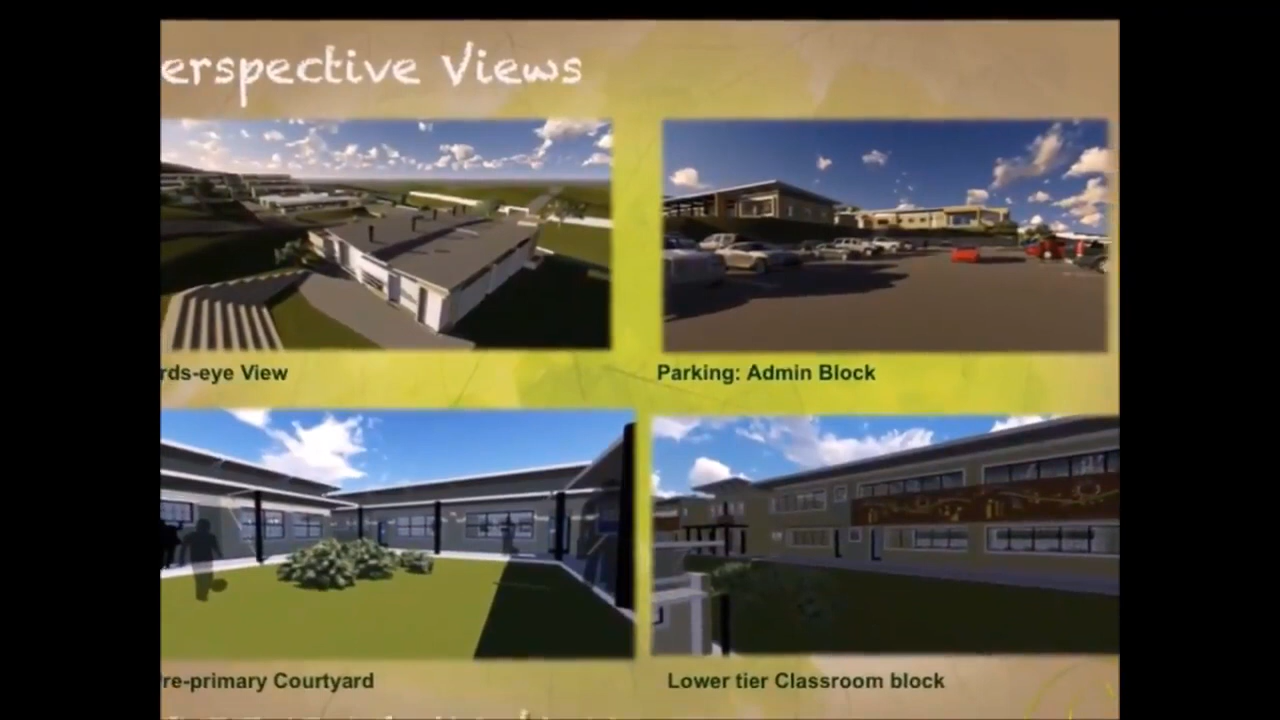 erspective Views
rds-eye View
Parking: Admin Block
re-primary Courtyard
Lower tier Classroom block